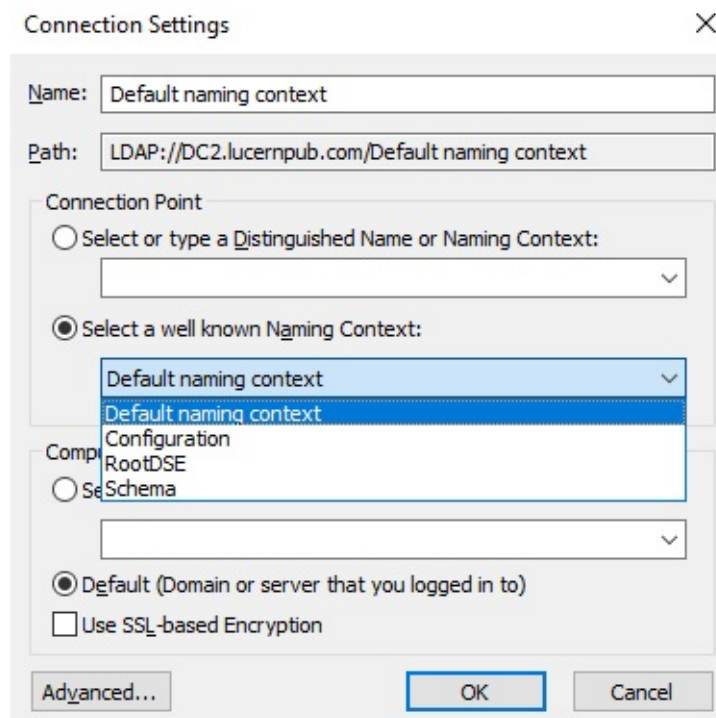 Connection Settings
Name: Default naming context
Path: LDAP://DC2.lucernpub.com/Default naming context
Connection Point
Select or type a Distinguished Name or Naming Context:
Select a well known Naming Context:
Default naming context
Default naming context
Configuration
RootDSE
Schema
Default (Domain or server that you logged in to)
Use SSL-based Encryption
Advanced...
OK
Cancel